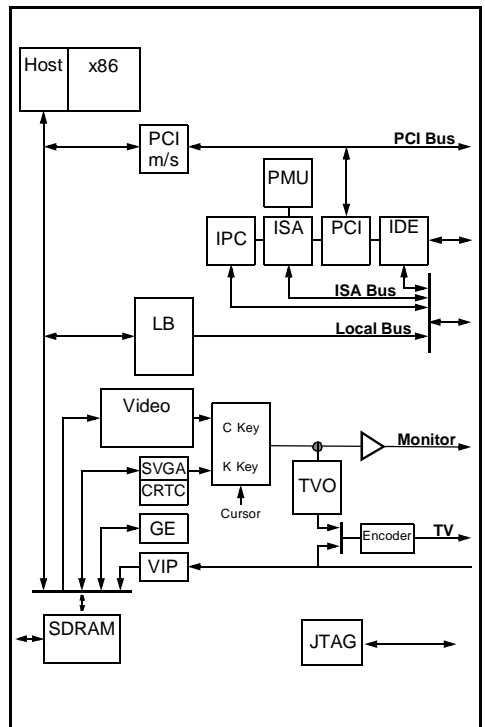 Host x86
PCI Bus
PCI
m/s
PMU
IPC ISA PCI IDE
ISA Bus
LB
Local Bus
Video
C Key
Monitor
SVGA
K Key
CRTC
TVO
Cursor
GE
Encoder
TV
VIP
SDRAM
JTAG